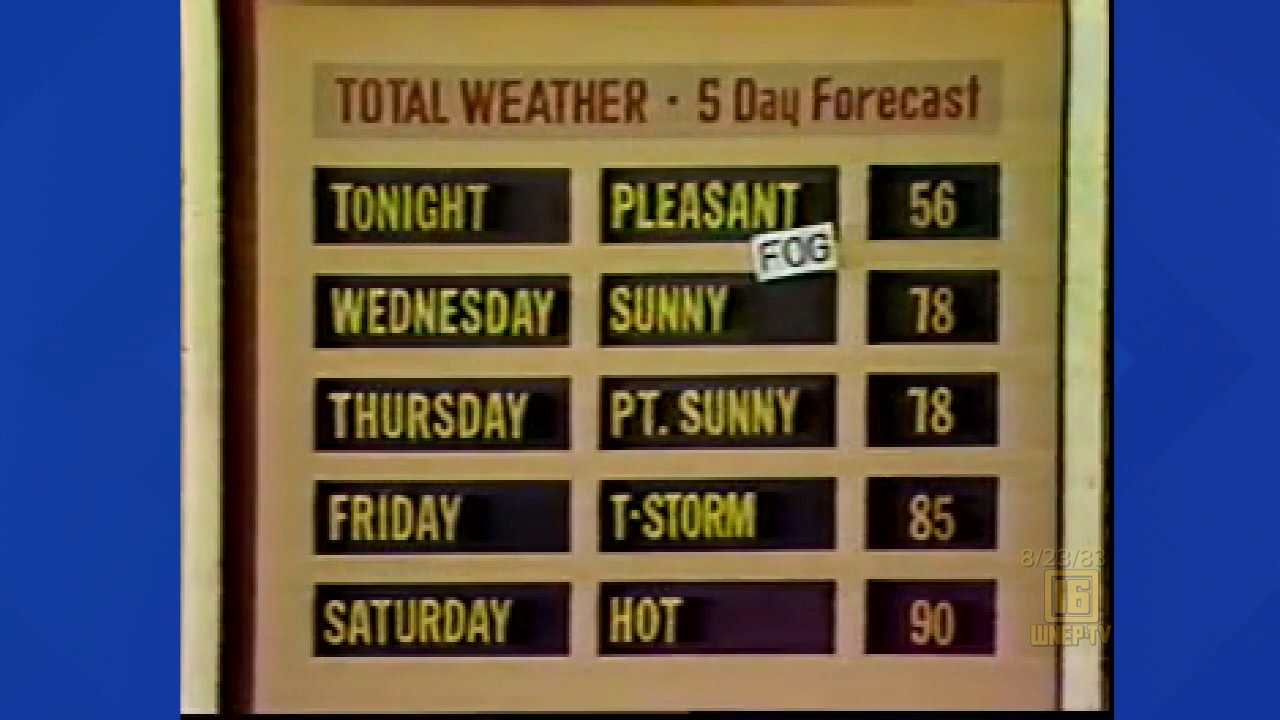 TOTAL WEATHER · 5 Day Forecast
TONIGHT PLEASANT 56
FOG
WEDNESDAY SUNNY 78
THURSDAY PT. SUNNY 78
FRIDAY T·STORM 85
SATURDAY HOT 90
8/23/83
16
WNEP-TV